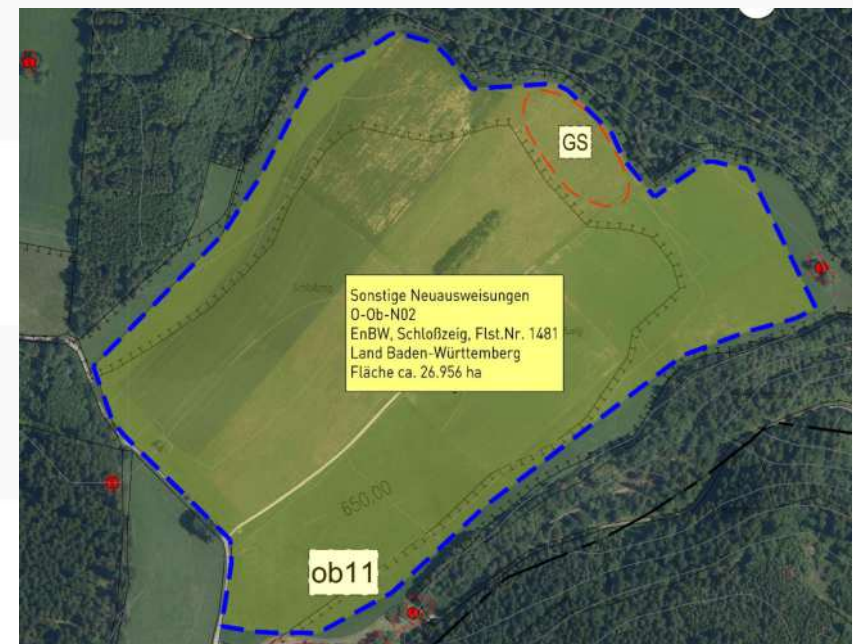 GS
Sonstige Neuausweisungen
O-Ob-N02
EnBW, Schloßzeig, Flst.Nr. 1481
Land Baden-Württemberg
Fläche ca. 26.956 ha
650,00
ob11